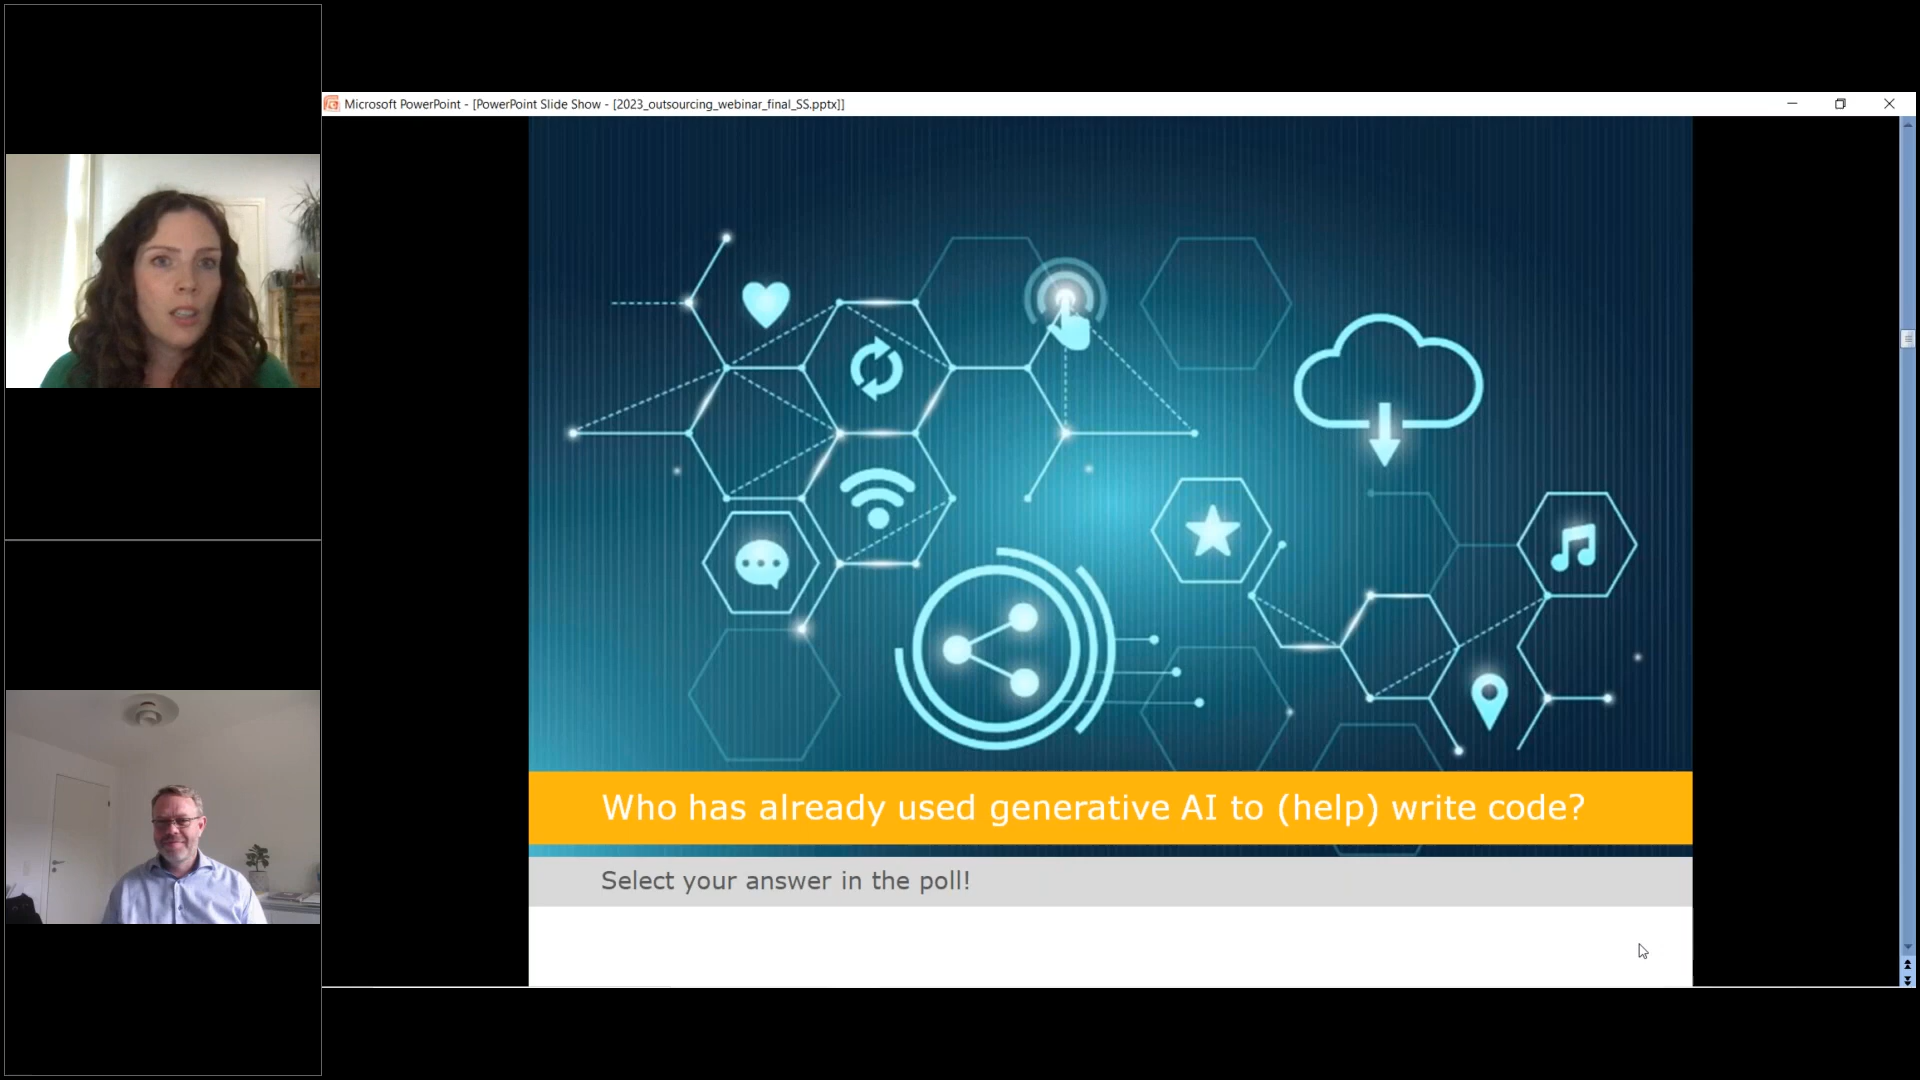 Microsoft PowerPoint - [PowerPoint Slide Show - [2023_outsourcing_webinar_final_SS.pptx]]
Who has already used generative AI to (help) write code?
Select your answer in the poll!